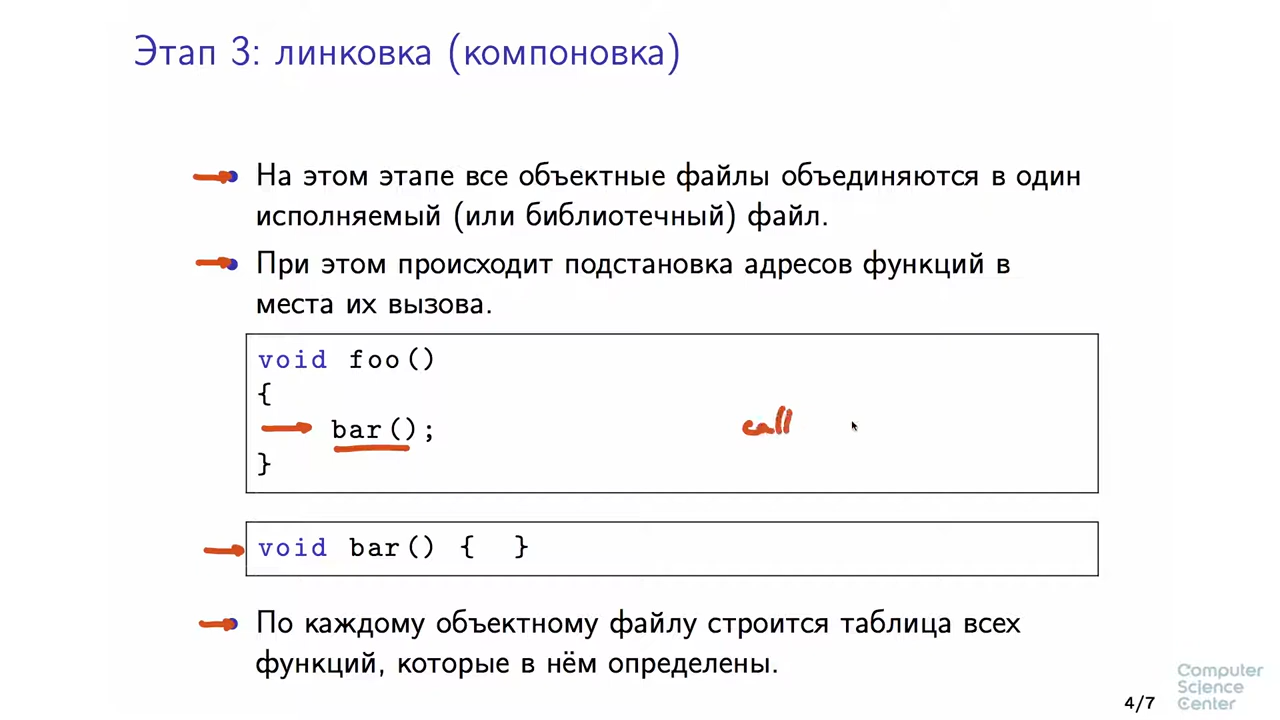 Этап 3: линковка (компоновка)
На этом этапе все объектные файлы объединяются в один
исполняемый (или библиотечный) файл.
При этом происходит подстановка адресов функций в
места их вызова.
void foo()
{
bar();
call
}
void bar() {  }
По каждому объектному файлу строится таблица всех
функций, которые в нём определены.
Computer
Science
Center
4/7